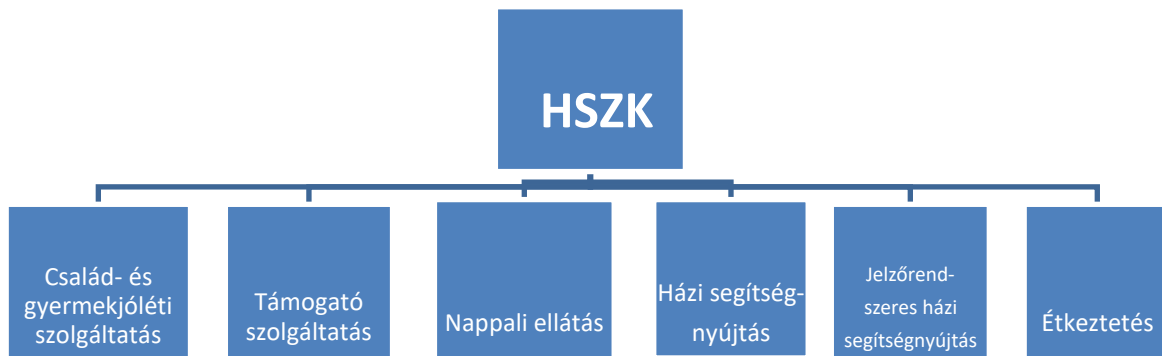 HSZK
Család- és
gyermekjóléti
szolgáltatás
Támogató
szolgáltatás
Nappali ellátás
Házi segítség-
nyújtás
Jelzőrend-
szeres házi
segítségnyújtás
Étkeztetés